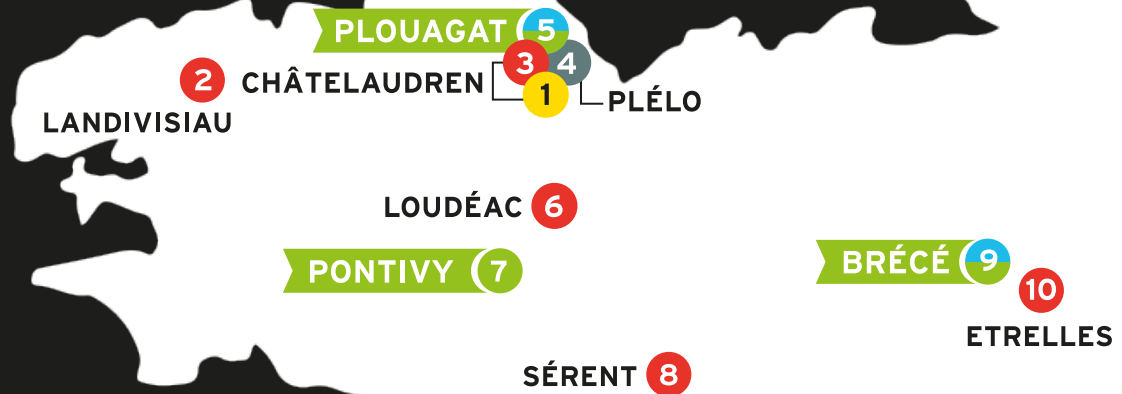 PLOUAGAT 5
2 CHÂTELAUDREN 3 4
1 PLÉLO
LANDIVISIAU
LOUDÉAC 6
PONTIVY 7
BRÉCÉ 9
10
ETRELLES
SÉRENT 8